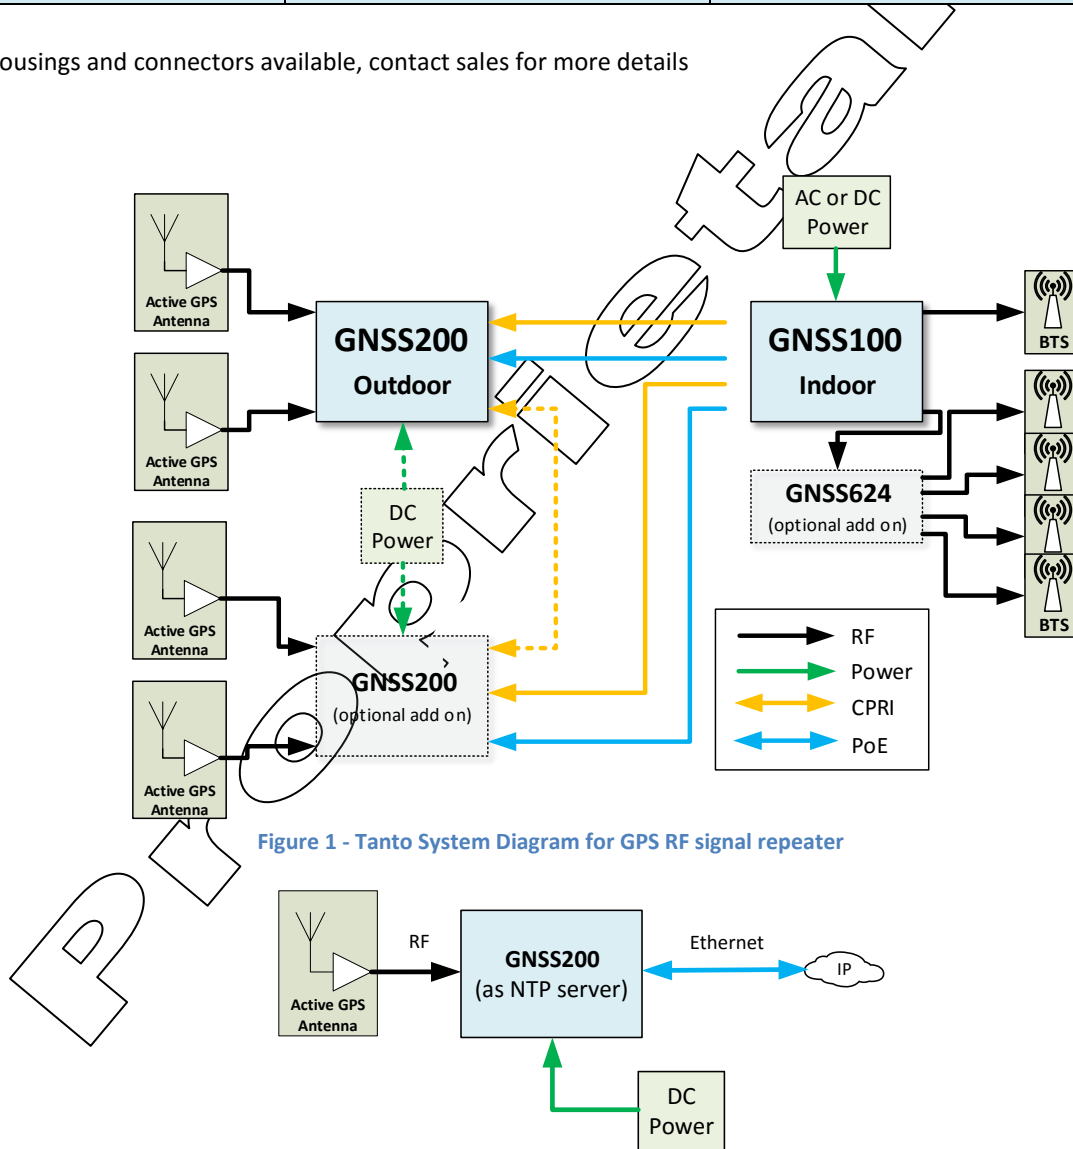 ousings and connectors available, contact sales for more details
AC or DC
Power
Active GPS
Antenna
GNSS200
Outdoor
GNSS100
Indoor
BTS
Active GPS
Antenna
GNSS624
(optional add on)
DC
Power
Active GPS
Antenna
BTS
RF
Power
CPRI
PoE
GNSS200
(optional add on)
Active GPS
Antenna
Figure 1 - Tanto System Diagram for GPS RF signal repeater
RF
Ethernet
GNSS200
(as NTP server)
IP
Active GPS
Antenna
DC
Power
Proprietar